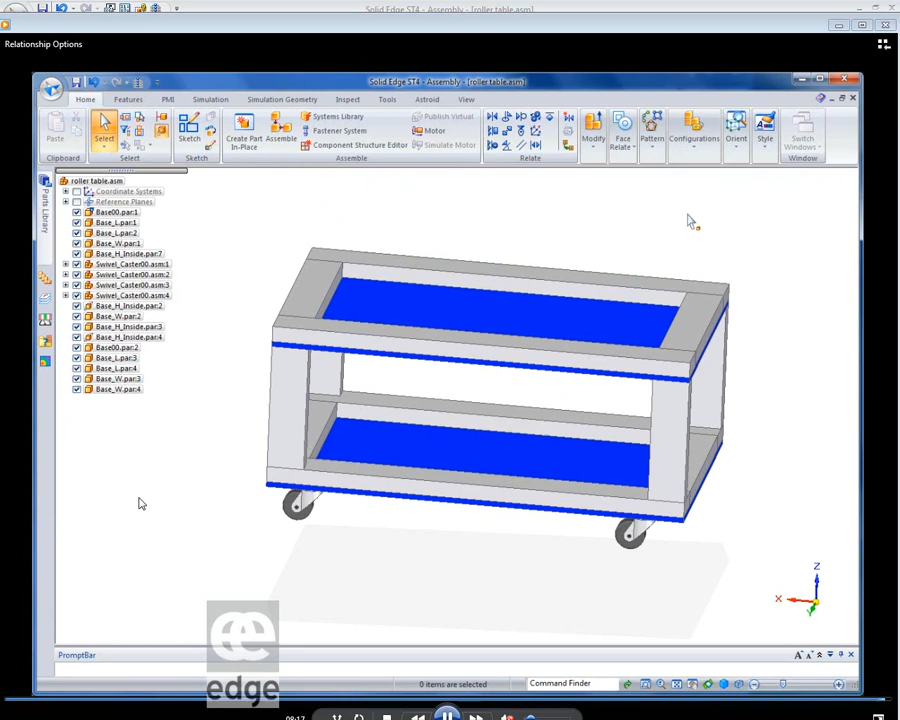 Solid Edge ST4 - Assembly - [roller table.asm]
Relationship Options
Solid Edge ST4 - Assembly - [roller table.asm]
Home Features PMI Simulation Simulation Geometry Inspect Tools Astroid View
Paste
Select
Sketch
Create Part In-Place
Assemble
Systems Library
Fastener System
Component Structure Editor
Publish Virtual
Motor
Simulate Motor
Modify
Face Relate
Pattern
Configurations
Orient
Style
Switch Windows
Clipboard Select Sketch Assemble Relate Window
Parts Library
roller table.asm
Coordinate Systems
Reference Planes
Base00.par:1
Base_L.par:1
Base_L.par:2
Base_W.par:1
Base_H_Inside.par:7
Swivel_Caster00.asm:1
Swivel_Caster00.asm:2
Swivel_Caster00.asm:3
Swivel_Caster00.asm:4
Base_H_Inside.par:2
Base_W.par:2
Base_H_Inside.par:3
Base_H_Inside.par:4
Base00.par:2
Base_L.par:3
Base_L.par:4
Base_W.par:3
Base_W.par:4
Z
X
Y
edge
PromptBar
0 items are selected
Command Finder
08:17